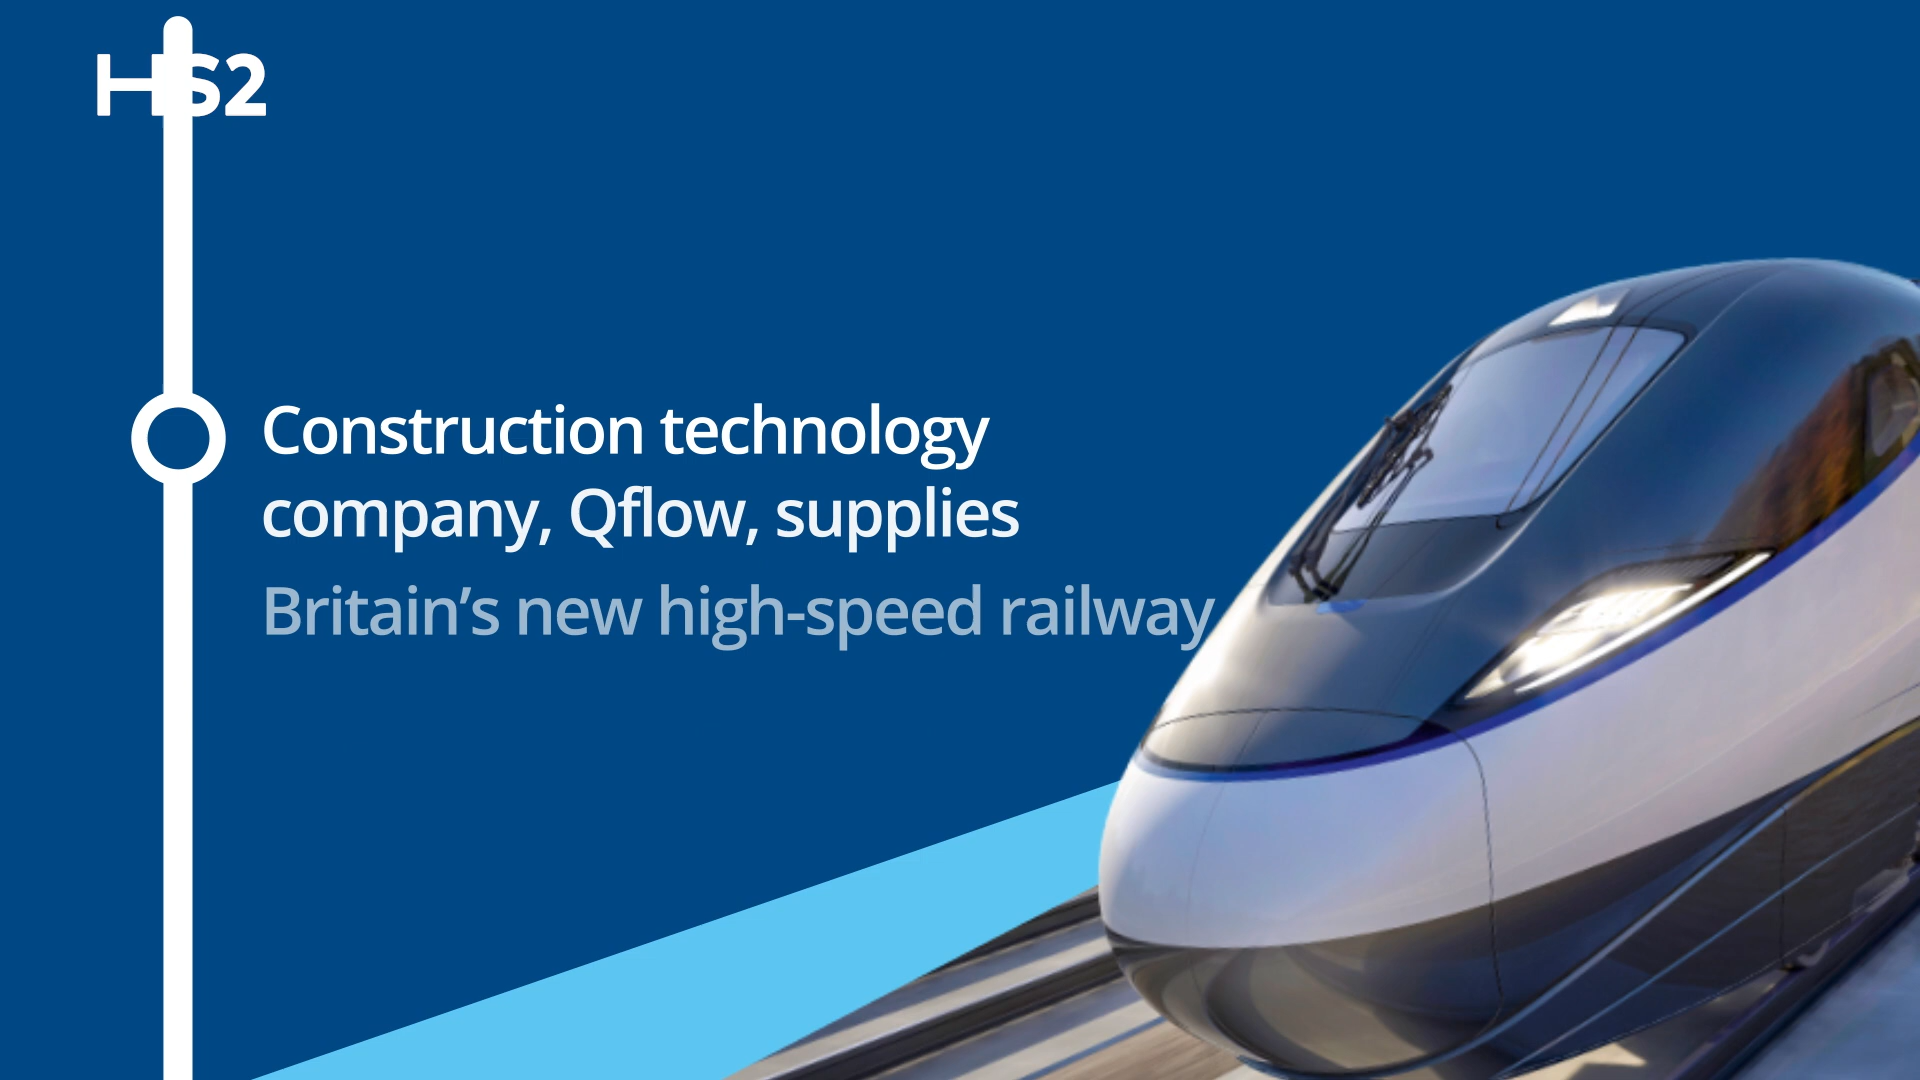 HS2
Construction technology
company, Qflow, supplies
Britain’s new high-speed railway